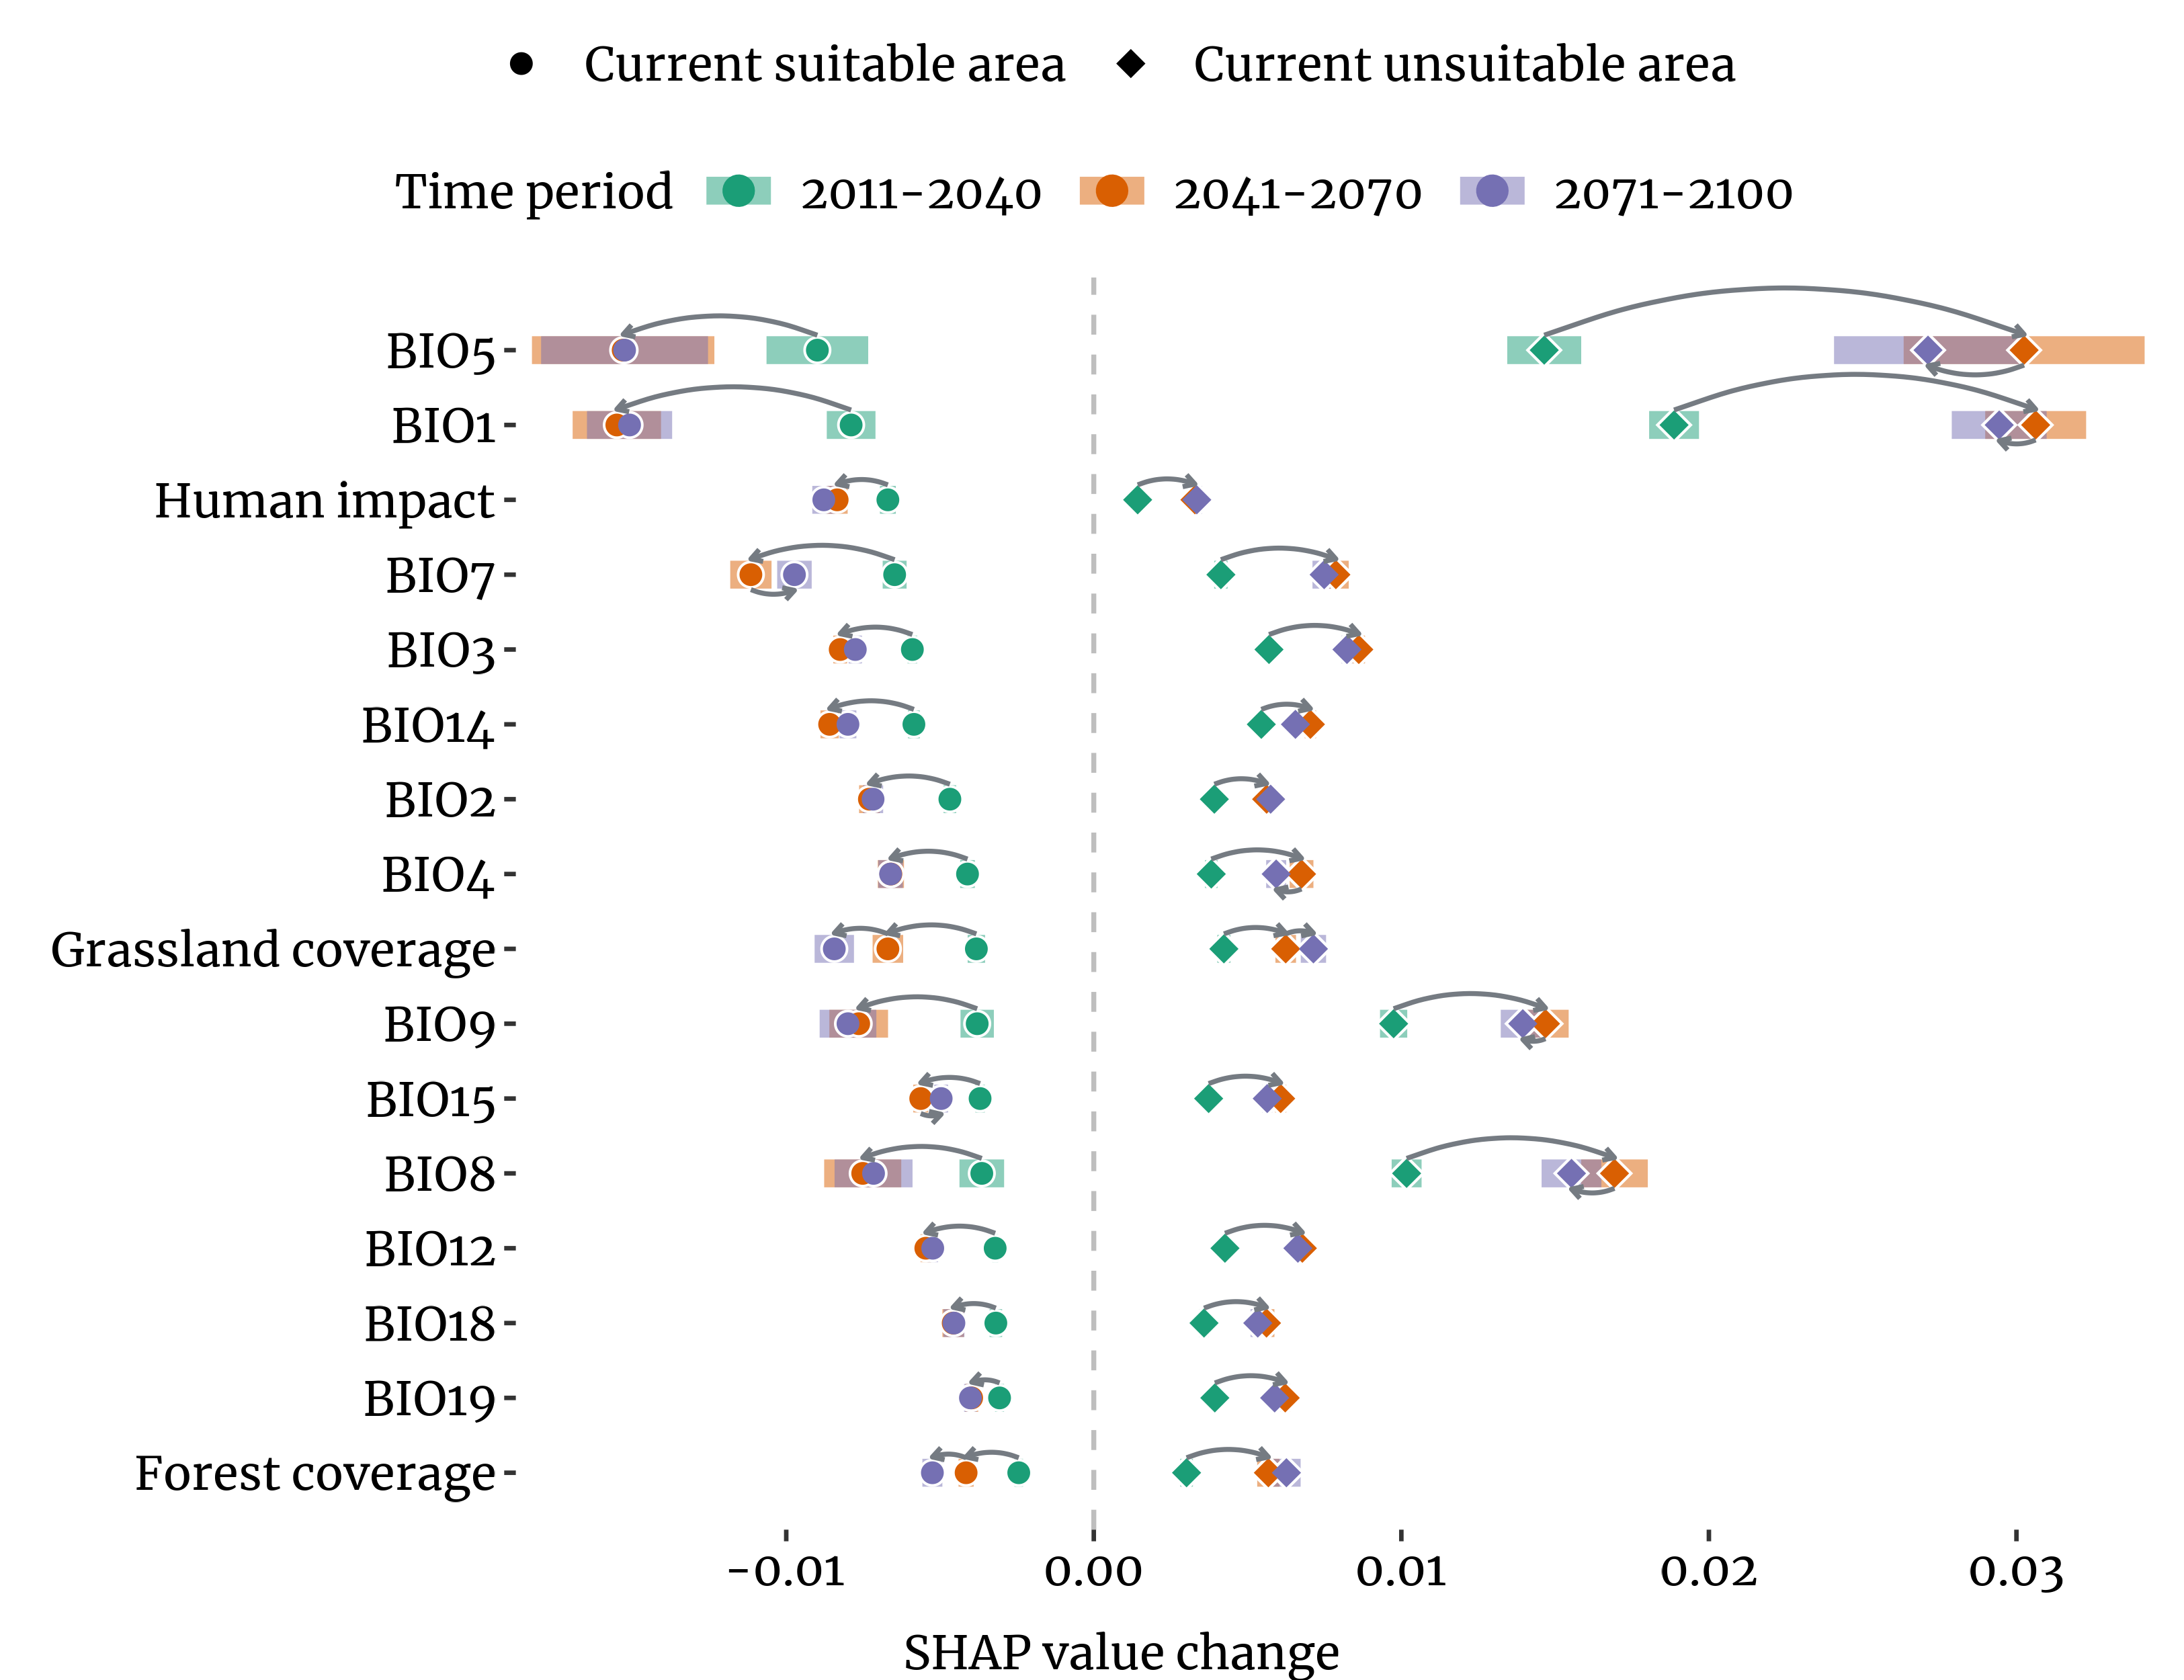 Current suitable area Current unsuitable area
Time period 2011-2040 2041-2070 2071-2100
BIO5
BIO1
Human impact
BIO7
BIO3
BIO14
BIO2
BIO4
Grassland coverage
BIO9
BIO15
BIO8
BIO12
BIO18
BIO19
Forest coverage
-0.01 0.00 0.01 0.02 0.03
SHAP value change